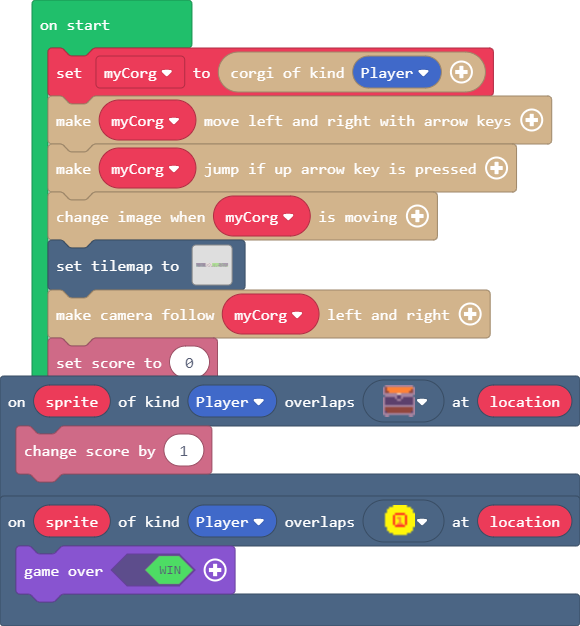 on start
set myCorg to corgi of kind Player
make myCorg move left and right with arrow keys
make myCorg jump if up arrow key is pressed
change image when myCorg is moving
set tilemap to
make camera follow myCorg left and right
set score to 0
on sprite of kind Player overlaps at location
change score by 1
on sprite of kind Player overlaps at location
game over WIN